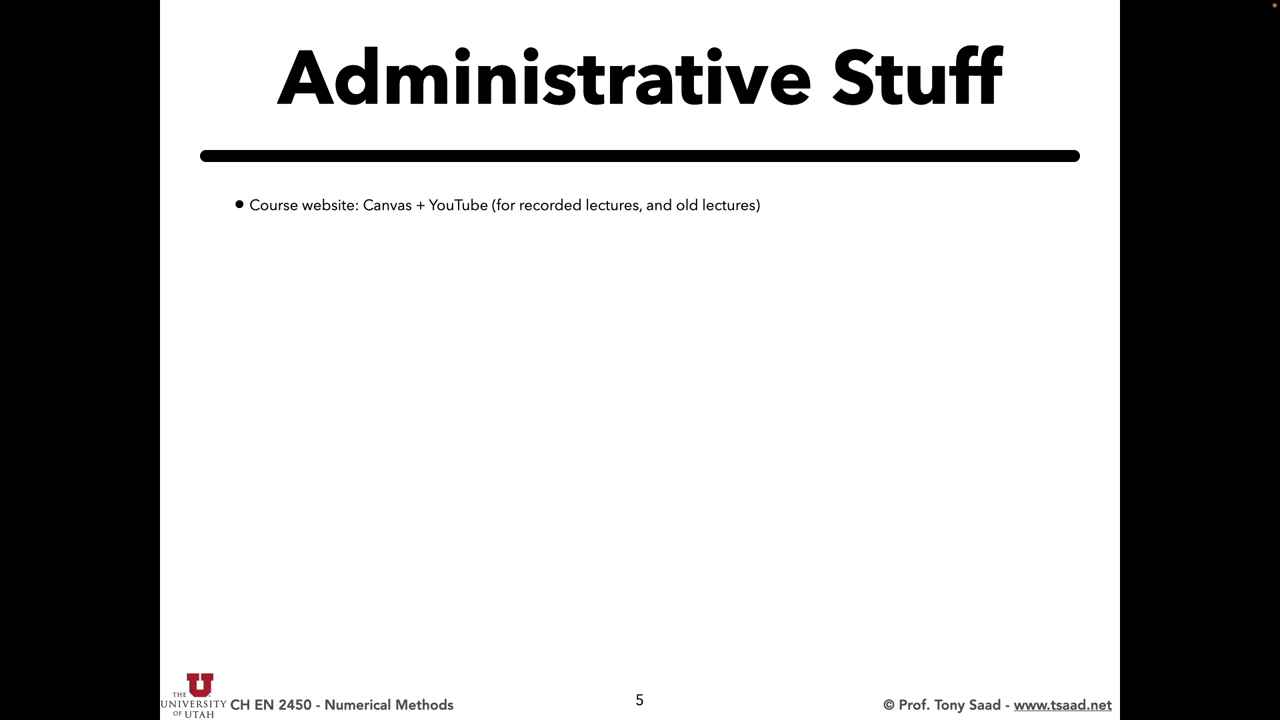 Administrative Stuff
• Course website: Canvas + YouTube (for recorded lectures, and old lectures)
THE
UNIVERSITY
OF UTAH
CH EN 2450 - Numerical Methods
5
© Prof. Tony Saad - www.tsaad.net